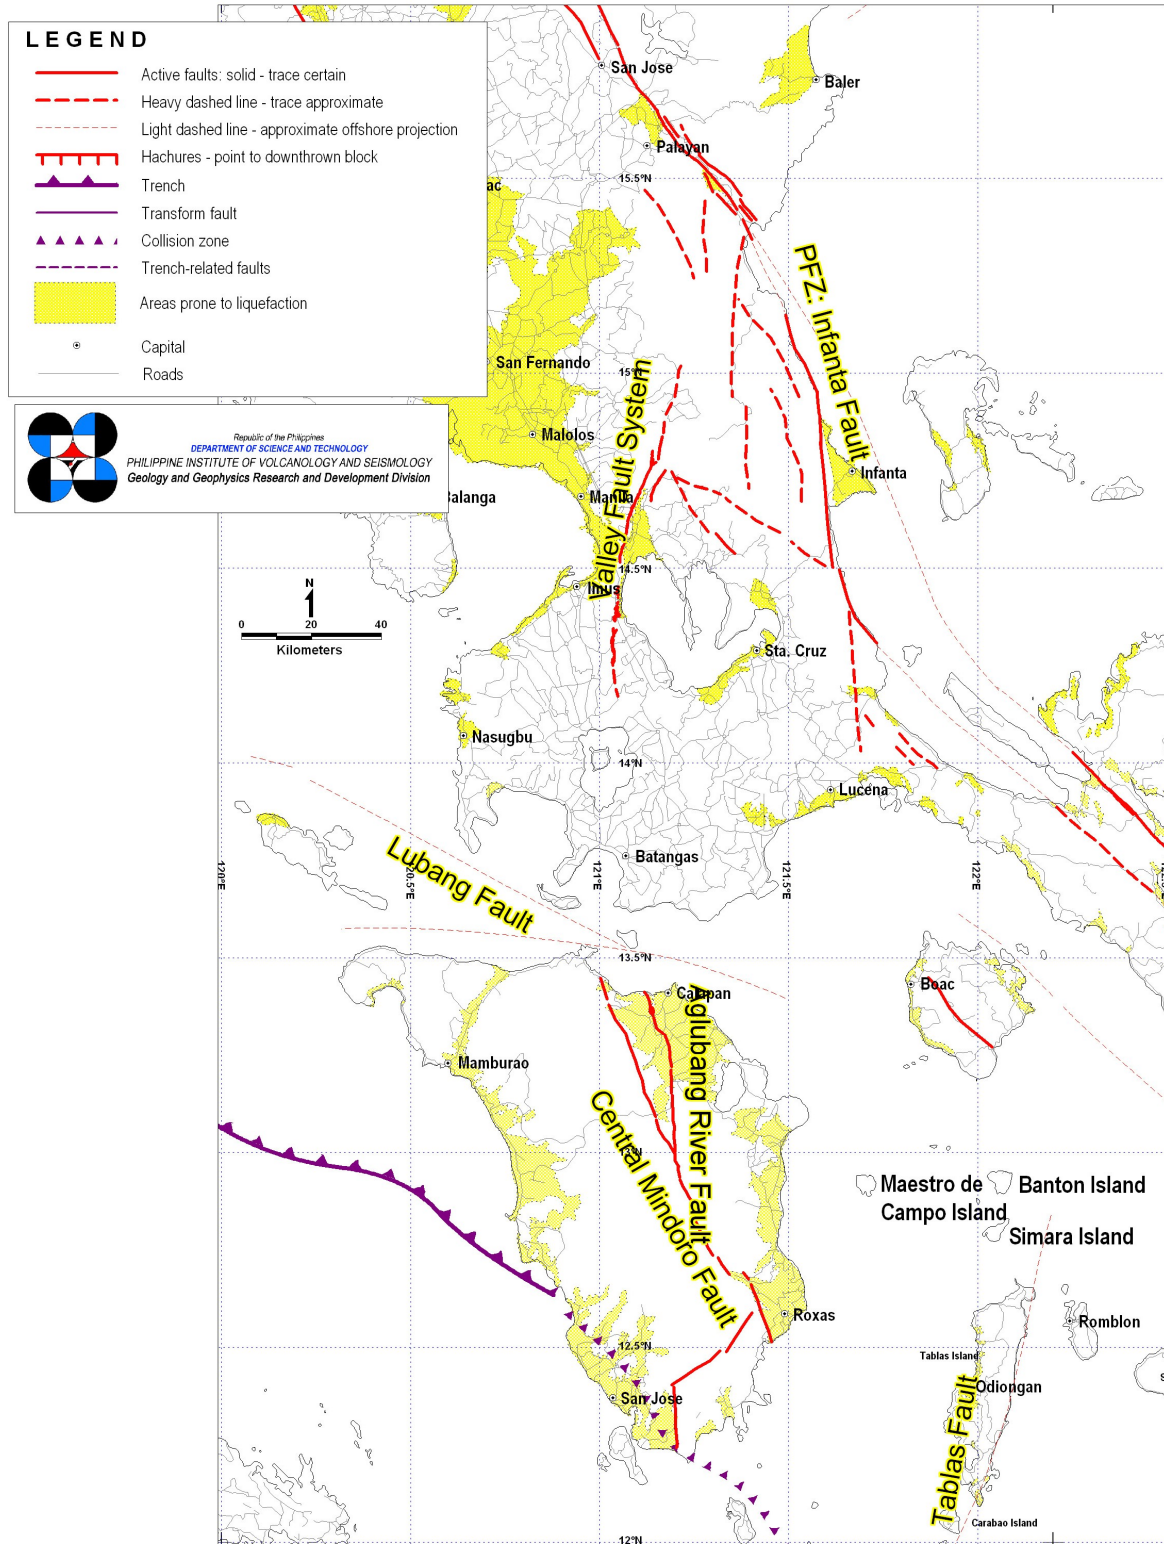 LEGEND
Active faults: solid - trace certain
Heavy dashed line - trace approximate
Light dashed line - approximate offshore projection
Hachures - point to downthrown block
Trench
Transform fault
Collision zone
Trench-related faults
Areas prone to liquefaction
Capital
Roads
Republic of the Philippines
DEPARTMENT OF SCIENCE AND TECHNOLOGY
PHILIPPINE INSTITUTE OF VOLCANOLOGY AND SEISMOLOGY
Geology and Geophysics Research and Development Division
San Jose
Baler
Palayan
15.5°N
ac
PFZ: Infanta Fault
San Fernando
15°N
Valley Fault System
Malolos
Infanta
Balanga
Manila
14.5°N
Imus
N
0 20 40
Kilometers
Sta. Cruz
Nasugbu
14°N
Lucena
Lubang Fault
Batangas
120°E
120.5°E
121°E
121.5°E
122°E
13.5°N
Calapan
Boac
Aglubang River Fault
Mamburao
Central Mindoro Fault
13°N
Maestro de
Campo Island
Banton Island
Simara Island
Roxas
Romblon
12.5°N
Tablas Island
Odiongan
San Jose
Tablas Fault
S
Carabao Island
12°N